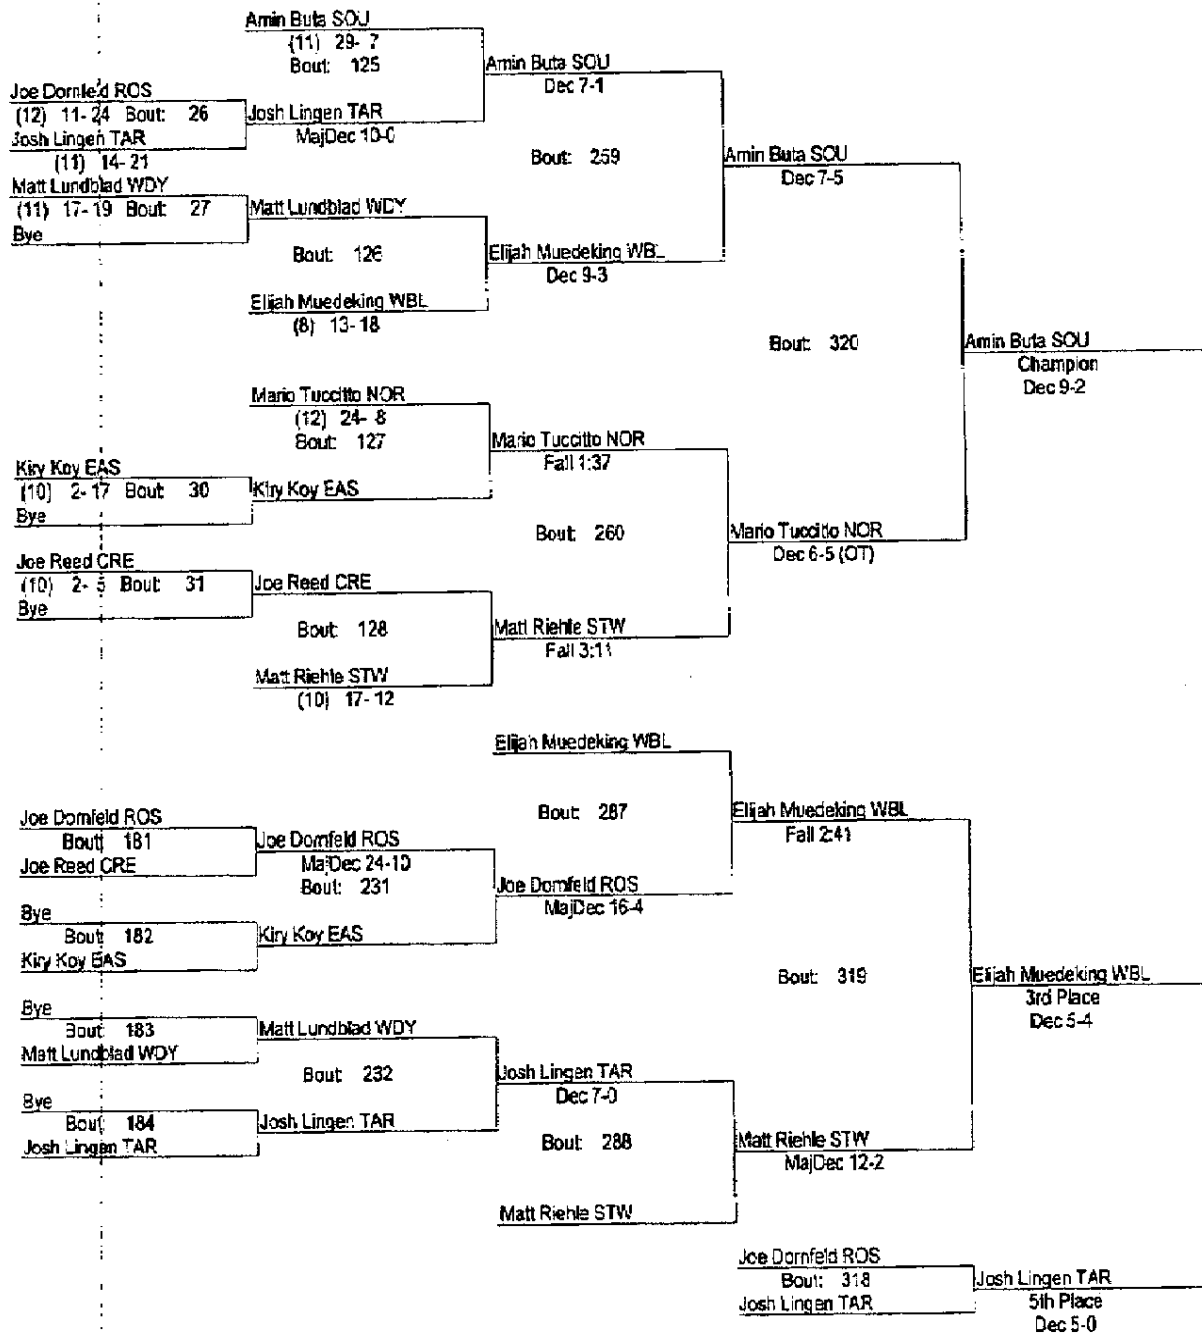 Amin Buta SOU
(11) 29- 7
Bout: 125
Amin Buta SOU
Dec 7-1
Joe Dornfeld ROS
(12) 11-24 Bout: 26
Josh Lingen TAR
MajDec 10-0
Josh Lingen TAR
(11) 14-21
Bout: 259
Amin Buta SOU
Dec 7-5
Matt Lundblad WDY
(11) 17-19 Bout: 27
Bye
Matt Lundblad WDY
Bout: 126
Elijah Muedeking WBL
Dec 9-3
Elijah Muedeking WBL
(8) 13-18
Bout: 320
Amin Buta SOU
Champion
Dec 9-2
Mario Tuccitto NOR
(12) 24- 8
Bout: 127
Mario Tuccitto NOR
Fall 1:37
Kiry Koy EAS
(10) 2-17 Bout: 30
Bye
Kiry Koy EAS
Bout: 260
Mario Tuccitto NOR
Dec 6-5 (OT)
Joe Reed CRE
(10) 2- 5 Bout: 31
Bye
Joe Reed CRE
Bout: 128
Matt Riehle STW
Fall 3:11
Matt Riehle STW
(10) 17-12
Elijah Muedeking WBL
Bout: 287
Elijah Muedeking WBL
Fall 2:41
Joe Dornfeld ROS
Bout: 181
Joe Reed CRE
Joe Dornfeld ROS
MajDec 24-10
Bout: 231
Joe Dornfeld ROS
MajDec 16-4
Bye
Bout: 182
Kiry Koy EAS
Kiry Koy EAS
Bout: 319
Elijah Muedeking WBL
3rd Place
Dec 5-4
Bye
Bout: 183
Matt Lundblad WDY
Matt Lundblad WDY
Bout: 232
Josh Lingen TAR
Dec 7-0
Bye
Bout: 184
Josh Lingen TAR
Josh Lingen TAR
Bout: 288
Matt Riehle STW
MajDec 12-2
Matt Riehle STW
Joe Dornfeld ROS
Bout: 318
Josh Lingen TAR
Josh Lingen TAR
5th Place
Dec 5-0